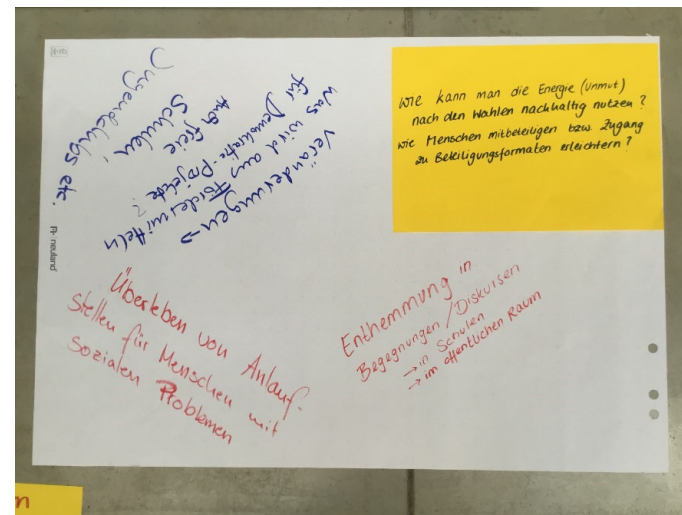 wie kann man die Energie (Unmut)
nach den Wahlen nachhaltig nutzen?
wie Menschen mitbeteiligen bzw. Zugang
zu Beteiligungsformaten erleichtern?
Veränderungen →
Was wird aus Fördermitteln
für Demokratie-Projekte?
Auch freie
Schulen,
Jugendclubs etc.
neuland
Überleben von Anlauf-
stellen für Menschen mit
sozialen Problemen
Enthemmung in
Begegnungen / Diskursen
→ in Schulen
→ im öffentlichen Raum
n